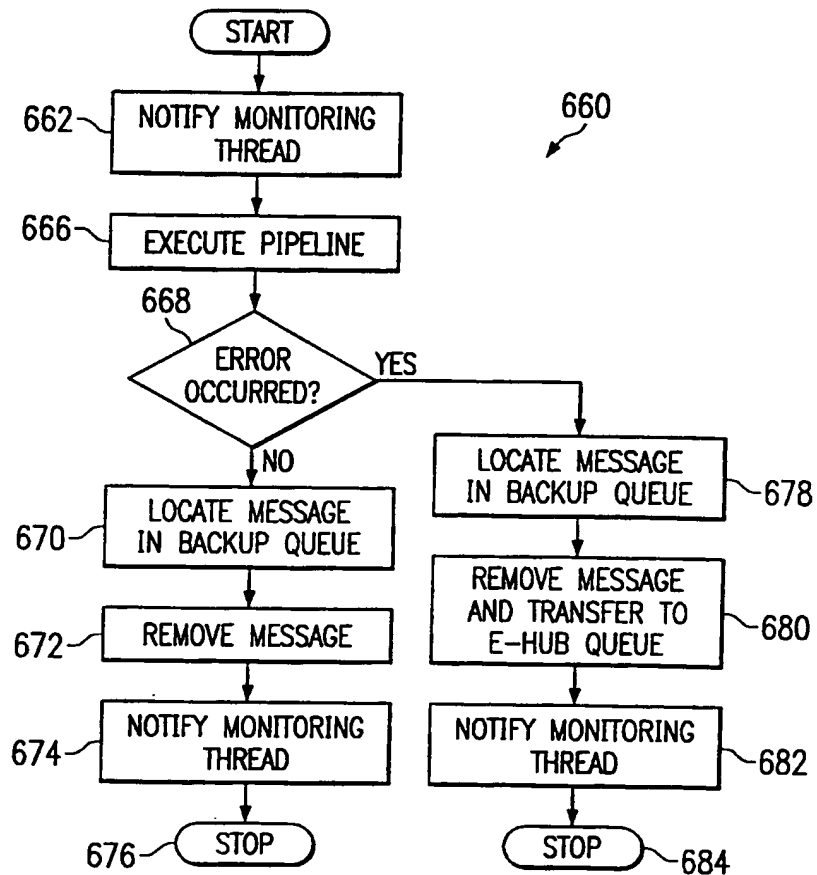 START
662
NOTIFY MONITORING
THREAD
660
666
EXECUTE PIPELINE
668
ERROR
OCCURRED?
YES
NO
670
LOCATE MESSAGE
IN BACKUP QUEUE
672
REMOVE MESSAGE
674
NOTIFY MONITORING
THREAD
676
STOP
LOCATE MESSAGE
IN BACKUP QUEUE
678
REMOVE MESSAGE
AND TRANSFER TO
E-HUB QUEUE
680
NOTIFY MONITORING
THREAD
682
STOP
684